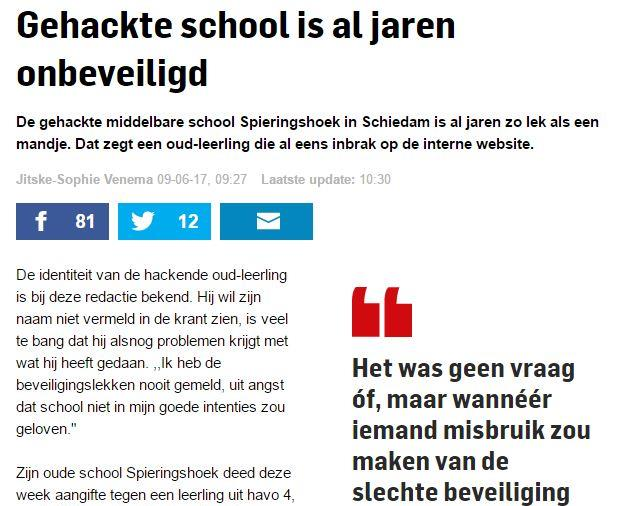 Gehackte school is al jaren
onbeveiligd
De gehackte middelbare school Spieringshoek in Schiedam is al jaren zo lek als een
mandje. Dat zegt een oud-leerling die al eens inbrak op de interne website.
Jitske-Sophie Venema 09-06-17, 09:27 Laatste update: 10:30
81
12
De identiteit van de hackende oud-leerling
is bij deze redactie bekend. Hij wil zijn
naam niet vermeld in de krant zien, is veel
te bang dat hij alsnog problemen krijgt met
wat hij heeft gedaan. ,,Ik heb de
beveiligingslekken nooit gemeld, uit angst
dat school niet in mijn goede intenties zou
geloven."
Zijn oude school Spieringshoek deed deze
week aangifte tegen een leerling uit havo 4,
Het was geen vraag
óf, maar wannéér
iemand misbruik zou
maken van de
slechte beveiliging